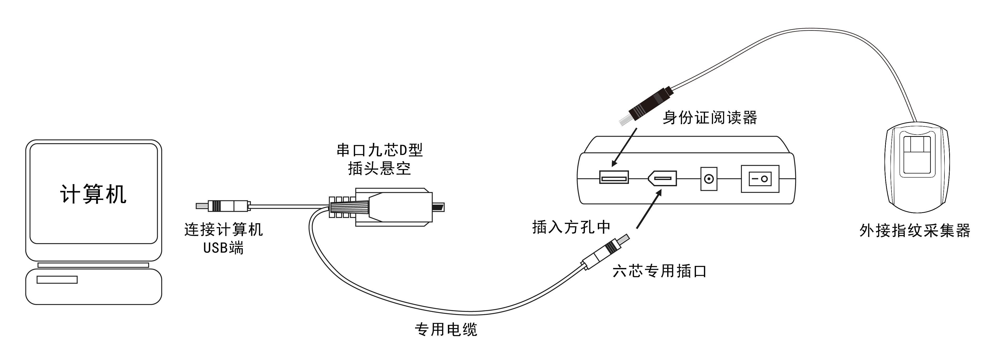 身份证阅读器
串口九芯D型
插头悬空
计算机
连接计算机
USB端
插入方孔中
外接指纹采集器
六芯专用插口
专用电缆